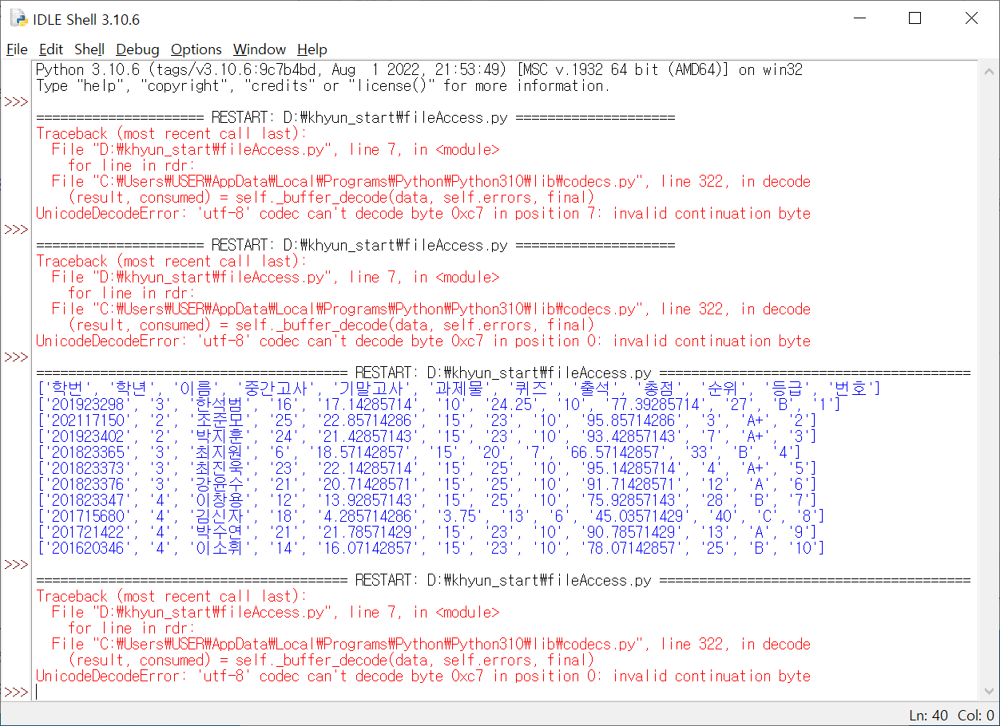 IDLE Shell 3.10.6
File Edit Shell Debug Options Window Help
Python 3.10.6 (tags/v3.10.6:9c7b4bd, Aug  1 2022, 21:53:49) [MSC v.1932 64 bit (AMD64)] on win32
Type "help", "copyright", "credits" or "license()" for more information.
>>>
===================== RESTART: D:₩khyun_start₩fileAccess.py ====================
Traceback (most recent call last):
  File "D:₩khyun_start₩fileAccess.py", line 7, in <module>
    for line in rdr:
  File "C:₩Users₩USER₩AppData₩Local₩Programs₩Python₩Python310₩lib₩codecs.py", line 322, in decode
    (result, consumed) = self._buffer_decode(data, self.errors, final)
UnicodeDecodeError: 'utf-8' codec can't decode byte 0xc7 in position 7: invalid continuation byte
>>>
===================== RESTART: D:₩khyun_start₩fileAccess.py ====================
Traceback (most recent call last):
  File "D:₩khyun_start₩fileAccess.py", line 7, in <module>
    for line in rdr:
  File "C:₩Users₩USER₩AppData₩Local₩Programs₩Python₩Python310₩lib₩codecs.py", line 322, in decode
    (result, consumed) = self._buffer_decode(data, self.errors, final)
UnicodeDecodeError: 'utf-8' codec can't decode byte 0xc7 in position 0: invalid continuation byte
>>>
======================================= RESTART: D:₩khyun_start₩fileAccess.py =======================================
['학번', '학년', '이름', '중간고사', '기말고사', '과제물', '퀴즈', '출석', '총점', '순위', '등급', '번호']
['201923298', '3', '한석범', '16', '17.14285714', '10', '24.25', '10', '77.39285714', '27', 'B', '1']
['202117150', '2', '조준모', '25', '22.85714286', '15', '23', '10', '95.85714286', '3', 'A+', '2']
['201923402', '2', '박지훈', '24', '21.42857143', '15', '23', '10', '93.42857143', '7', 'A+', '3']
['201823365', '3', '최지원', '6', '18.57142857', '15', '20', '7', '66.57142857', '33', 'B', '4']
['201823373', '3', '최진욱', '23', '22.14285714', '15', '25', '10', '95.14285714', '4', 'A+', '5']
['201823376', '3', '강윤수', '21', '20.71428571', '15', '25', '10', '91.71428571', '12', 'A', '6']
['201823347', '4', '이창용', '12', '13.92857143', '15', '25', '10', '75.92857143', '28', 'B', '7']
['201715680', '4', '김신자', '18', '4.285714286', '3.75', '13', '6', '45.03571429', '40', 'C', '8']
['201721422', '4', '박수연', '21', '21.78571429', '15', '23', '10', '90.78571429', '13', 'A', '9']
['201620346', '4', '이소휘', '14', '16.07142857', '15', '23', '10', '78.07142857', '25', 'B', '10']
>>>
======================================= RESTART: D:₩khyun_start₩fileAccess.py =======================================
Traceback (most recent call last):
  File "D:₩khyun_start₩fileAccess.py", line 7, in <module>
    for line in rdr:
  File "C:₩Users₩USER₩AppData₩Local₩Programs₩Python₩Python310₩lib₩codecs.py", line 322, in decode
    (result, consumed) = self._buffer_decode(data, self.errors, final)
UnicodeDecodeError: 'utf-8' codec can't decode byte 0xc7 in position 0: invalid continuation byte
>>>
Ln: 40 Col: 0